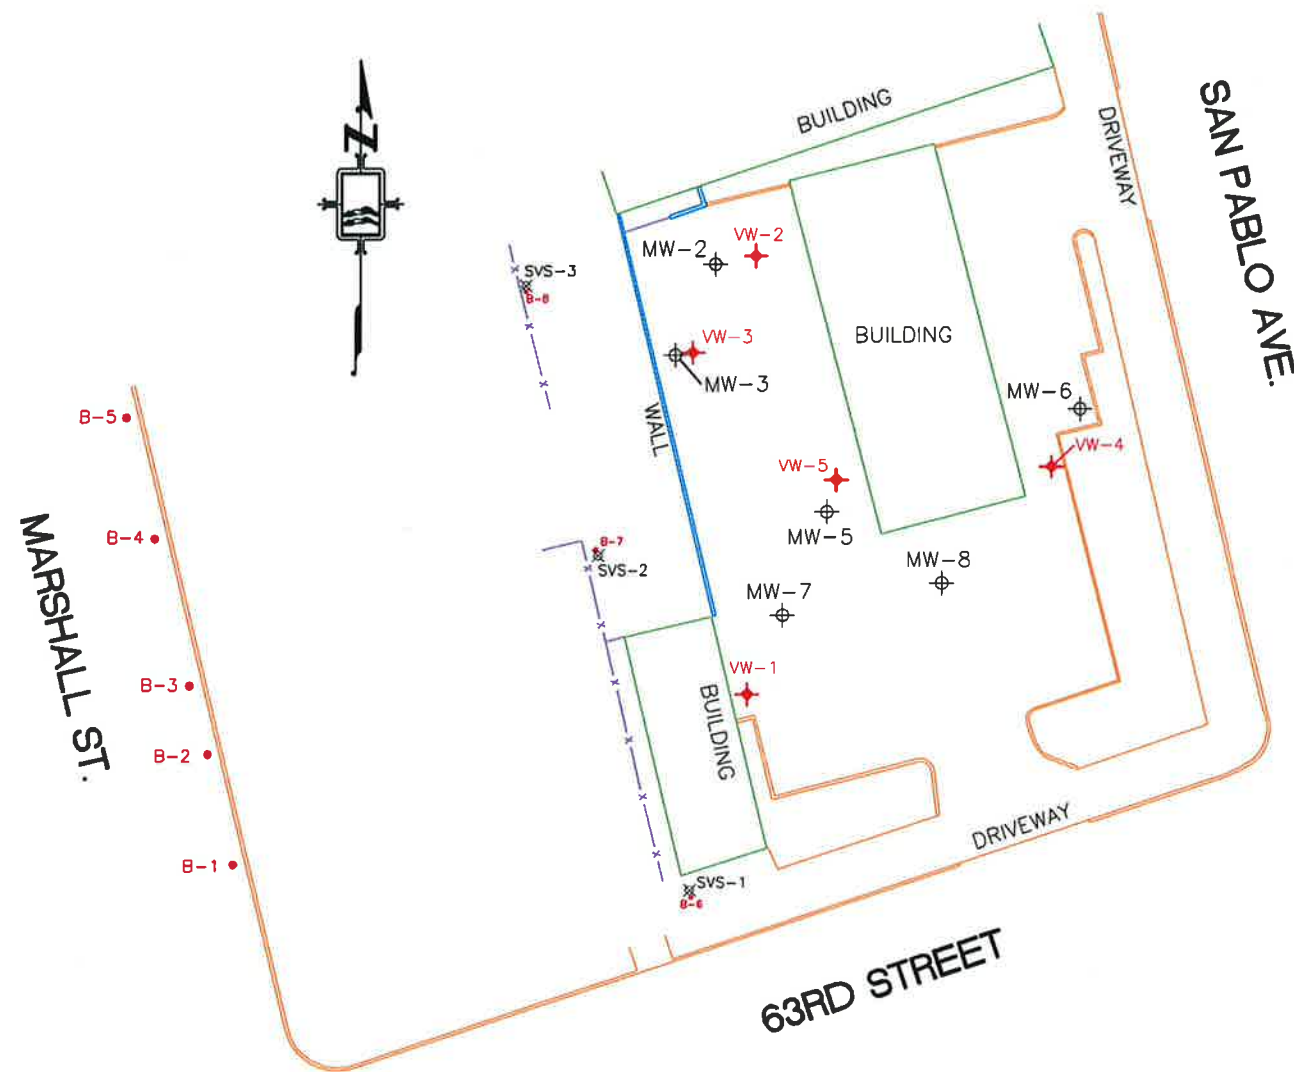 BUILDING
DRIVEWAY
SAN PABLO AVE.
N
MW-2
VW-2
SVS-3
B-8
BUILDING
VW-3
MW-3
MW-6
B-5
WALL
VW-4
VW-5
MW-5
B-4
B-7
SVS-2
MW-8
MW-7
MARSHALL ST.
VW-1
B-3
BUILDING
B-2
DRIVEWAY
B-1
SVS-1
B-6
63RD STREET